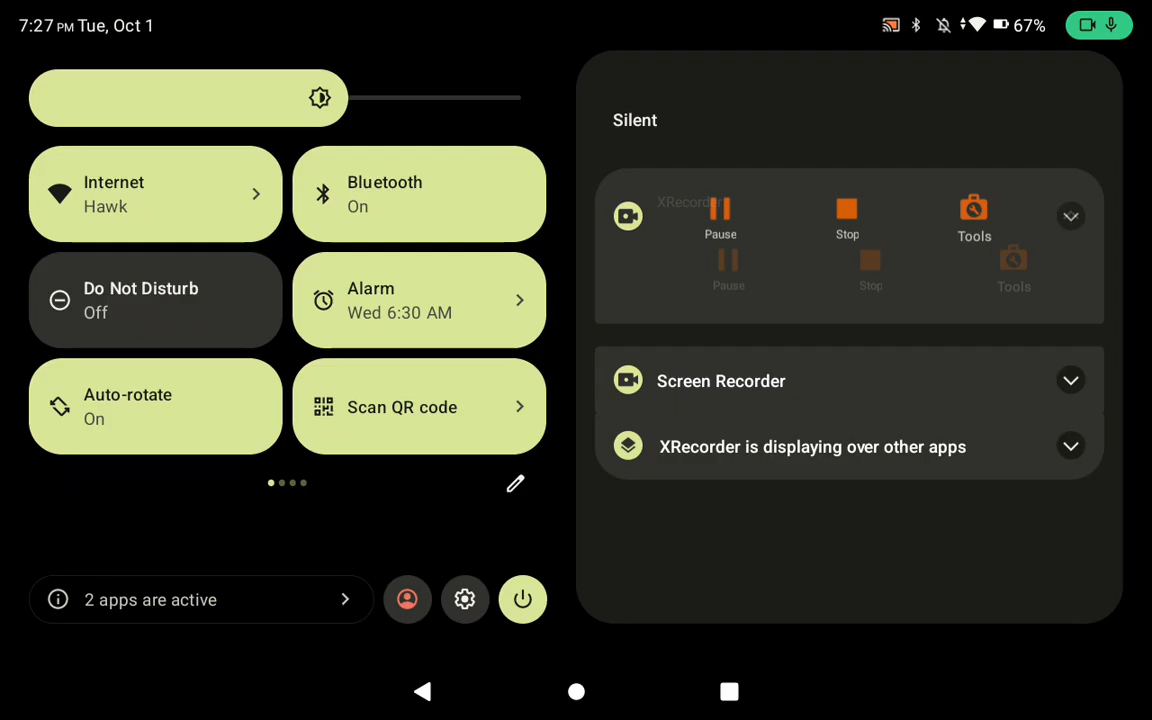 7:27 PM Tue, Oct 1
67%
Internet
Hawk
Bluetooth
On
Do Not Disturb
Off
Alarm
Wed 6:30 AM
Auto-rotate
On
Scan QR code
2 apps are active
Silent
XRecorder
Pause
Stop
Tools
Pause
Stop
Tools
Screen Recorder
XRecorder is displaying over other apps